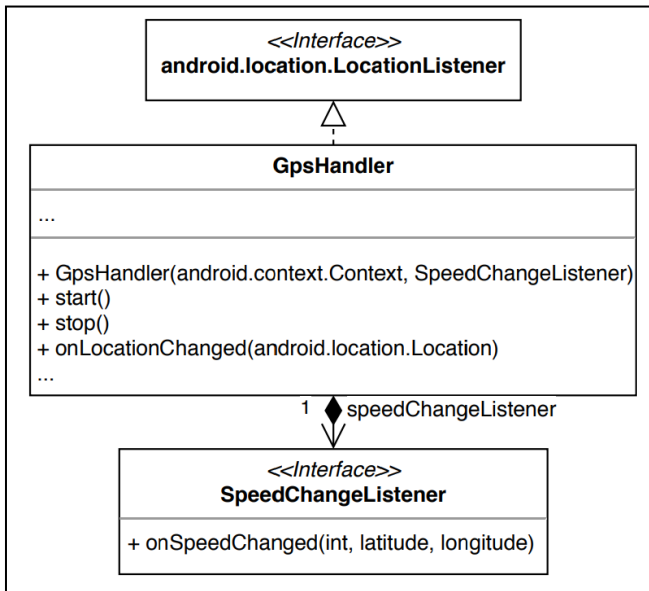 <<Interface>>
android.location.LocationListener
GpsHandler
...
+ GpsHandler(android.context.Context, SpeedChangeListener)
+ start()
+ stop()
+ onLocationChanged(android.location.Location)
...
1 speedChangeListener
<<Interface>>
SpeedChangeListener
+ onSpeedChanged(int, latitude, longitude)